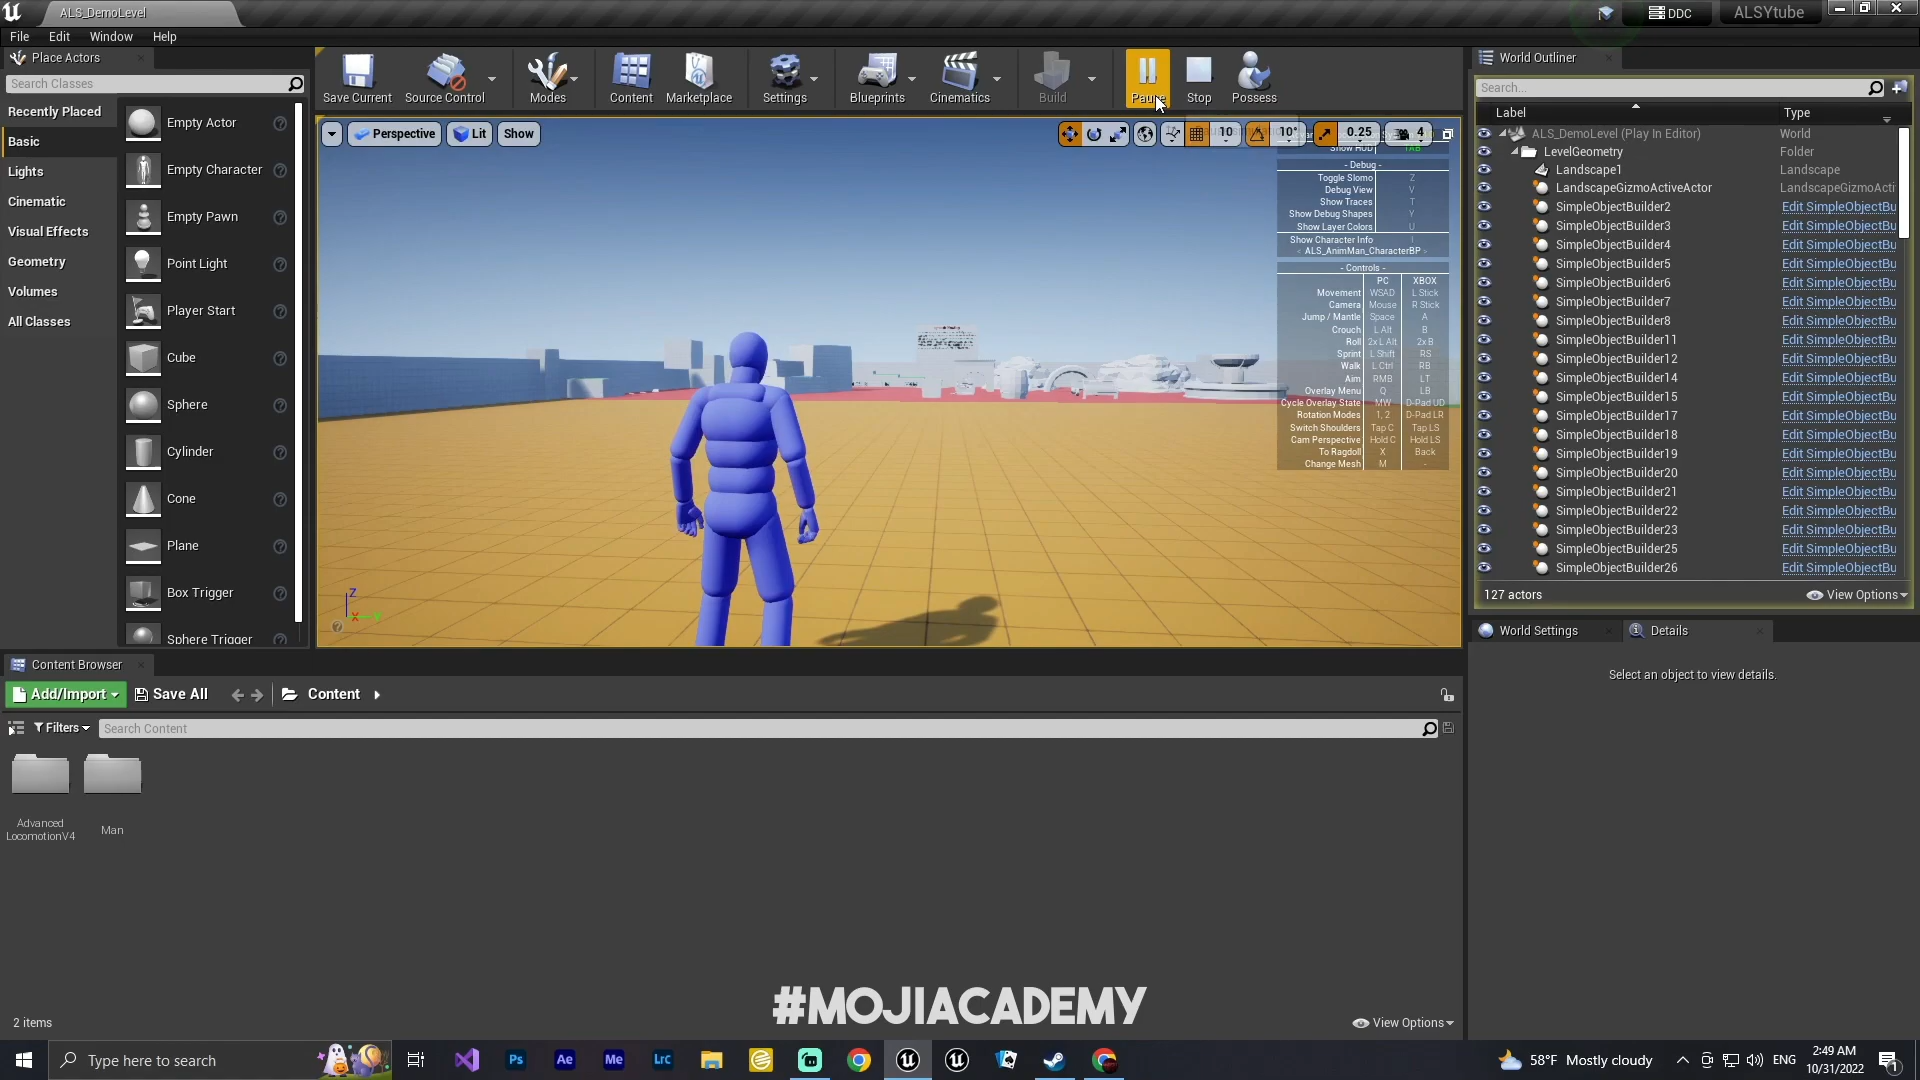 ALS_DemoLevel
DDC
ALSYtube
File Edit Window Help
Place Actors
Search Classes
Recently Placed
Basic
Lights
Cinematic
Visual Effects
Geometry
Volumes
All Classes
Empty Actor
Empty Character
Empty Pawn
Point Light
Player Start
Cube
Sphere
Cylinder
Cone
Plane
Box Trigger
Sphere Trigger
Save Current
Source Control
Modes
Content
Marketplace
Settings
Blueprints
Cinematics
Build
Pause
Stop
Possess
Perspective
Lit
Show
10
10°
0.25
4
Show HUD TAB
- Debug -
Toggle Slomo Z
Debug View V
Show Traces T
Show Debug Shapes Y
Show Layer Colors U
Show Character Info I
< ALS_AnimMan_CharacterBP >
- Controls -
PC XBOX
Movement WSAD L Stick
Camera Mouse R Stick
Jump / Mantle Space A
Crouch L Alt B
Roll 2x L Alt 2x B
Sprint L Shift RS
Walk L Ctrl RB
Aim RMB LT
Overlay Menu Q LB
Cycle Overlay State MW D-Pad UD
Rotation Modes 1, 2 D-Pad LR
Switch Shoulders Tap C Tap LS
Cam Perspective Hold C Hold LS
To Ragdoll X Back
Change Mesh M -
Z
X
World Outliner
Search...
Label Type
ALS_DemoLevel (Play In Editor) World
LevelGeometry Folder
Landscape1 Landscape
LandscapeGizmoActiveActor LandscapeGizmoActi
SimpleObjectBuilder2 Edit SimpleObjectBu
SimpleObjectBuilder3 Edit SimpleObjectBu
SimpleObjectBuilder4 Edit SimpleObjectBu
SimpleObjectBuilder5 Edit SimpleObjectBu
SimpleObjectBuilder6 Edit SimpleObjectBu
SimpleObjectBuilder7 Edit SimpleObjectBu
SimpleObjectBuilder8 Edit SimpleObjectBu
SimpleObjectBuilder11 Edit SimpleObjectBu
SimpleObjectBuilder12 Edit SimpleObjectBu
SimpleObjectBuilder14 Edit SimpleObjectBu
SimpleObjectBuilder15 Edit SimpleObjectBu
SimpleObjectBuilder17 Edit SimpleObjectBu
SimpleObjectBuilder18 Edit SimpleObjectBu
SimpleObjectBuilder19 Edit SimpleObjectBu
SimpleObjectBuilder20 Edit SimpleObjectBu
SimpleObjectBuilder21 Edit SimpleObjectBu
SimpleObjectBuilder22 Edit SimpleObjectBu
SimpleObjectBuilder23 Edit SimpleObjectBu
SimpleObjectBuilder25 Edit SimpleObjectBu
SimpleObjectBuilder26 Edit SimpleObjectBu
127 actors
View Options
World Settings
Details
Select an object to view details.
Content Browser
Add/Import
Save All
Content
Filters
Search Content
Advanced
LocomotionV4
Man
2 items
View Options
#MOJIACADEMY
Type here to search
Ps
Ae
Me
LrC
58°F Mostly cloudy
ENG
2:49 AM
10/31/2022
1